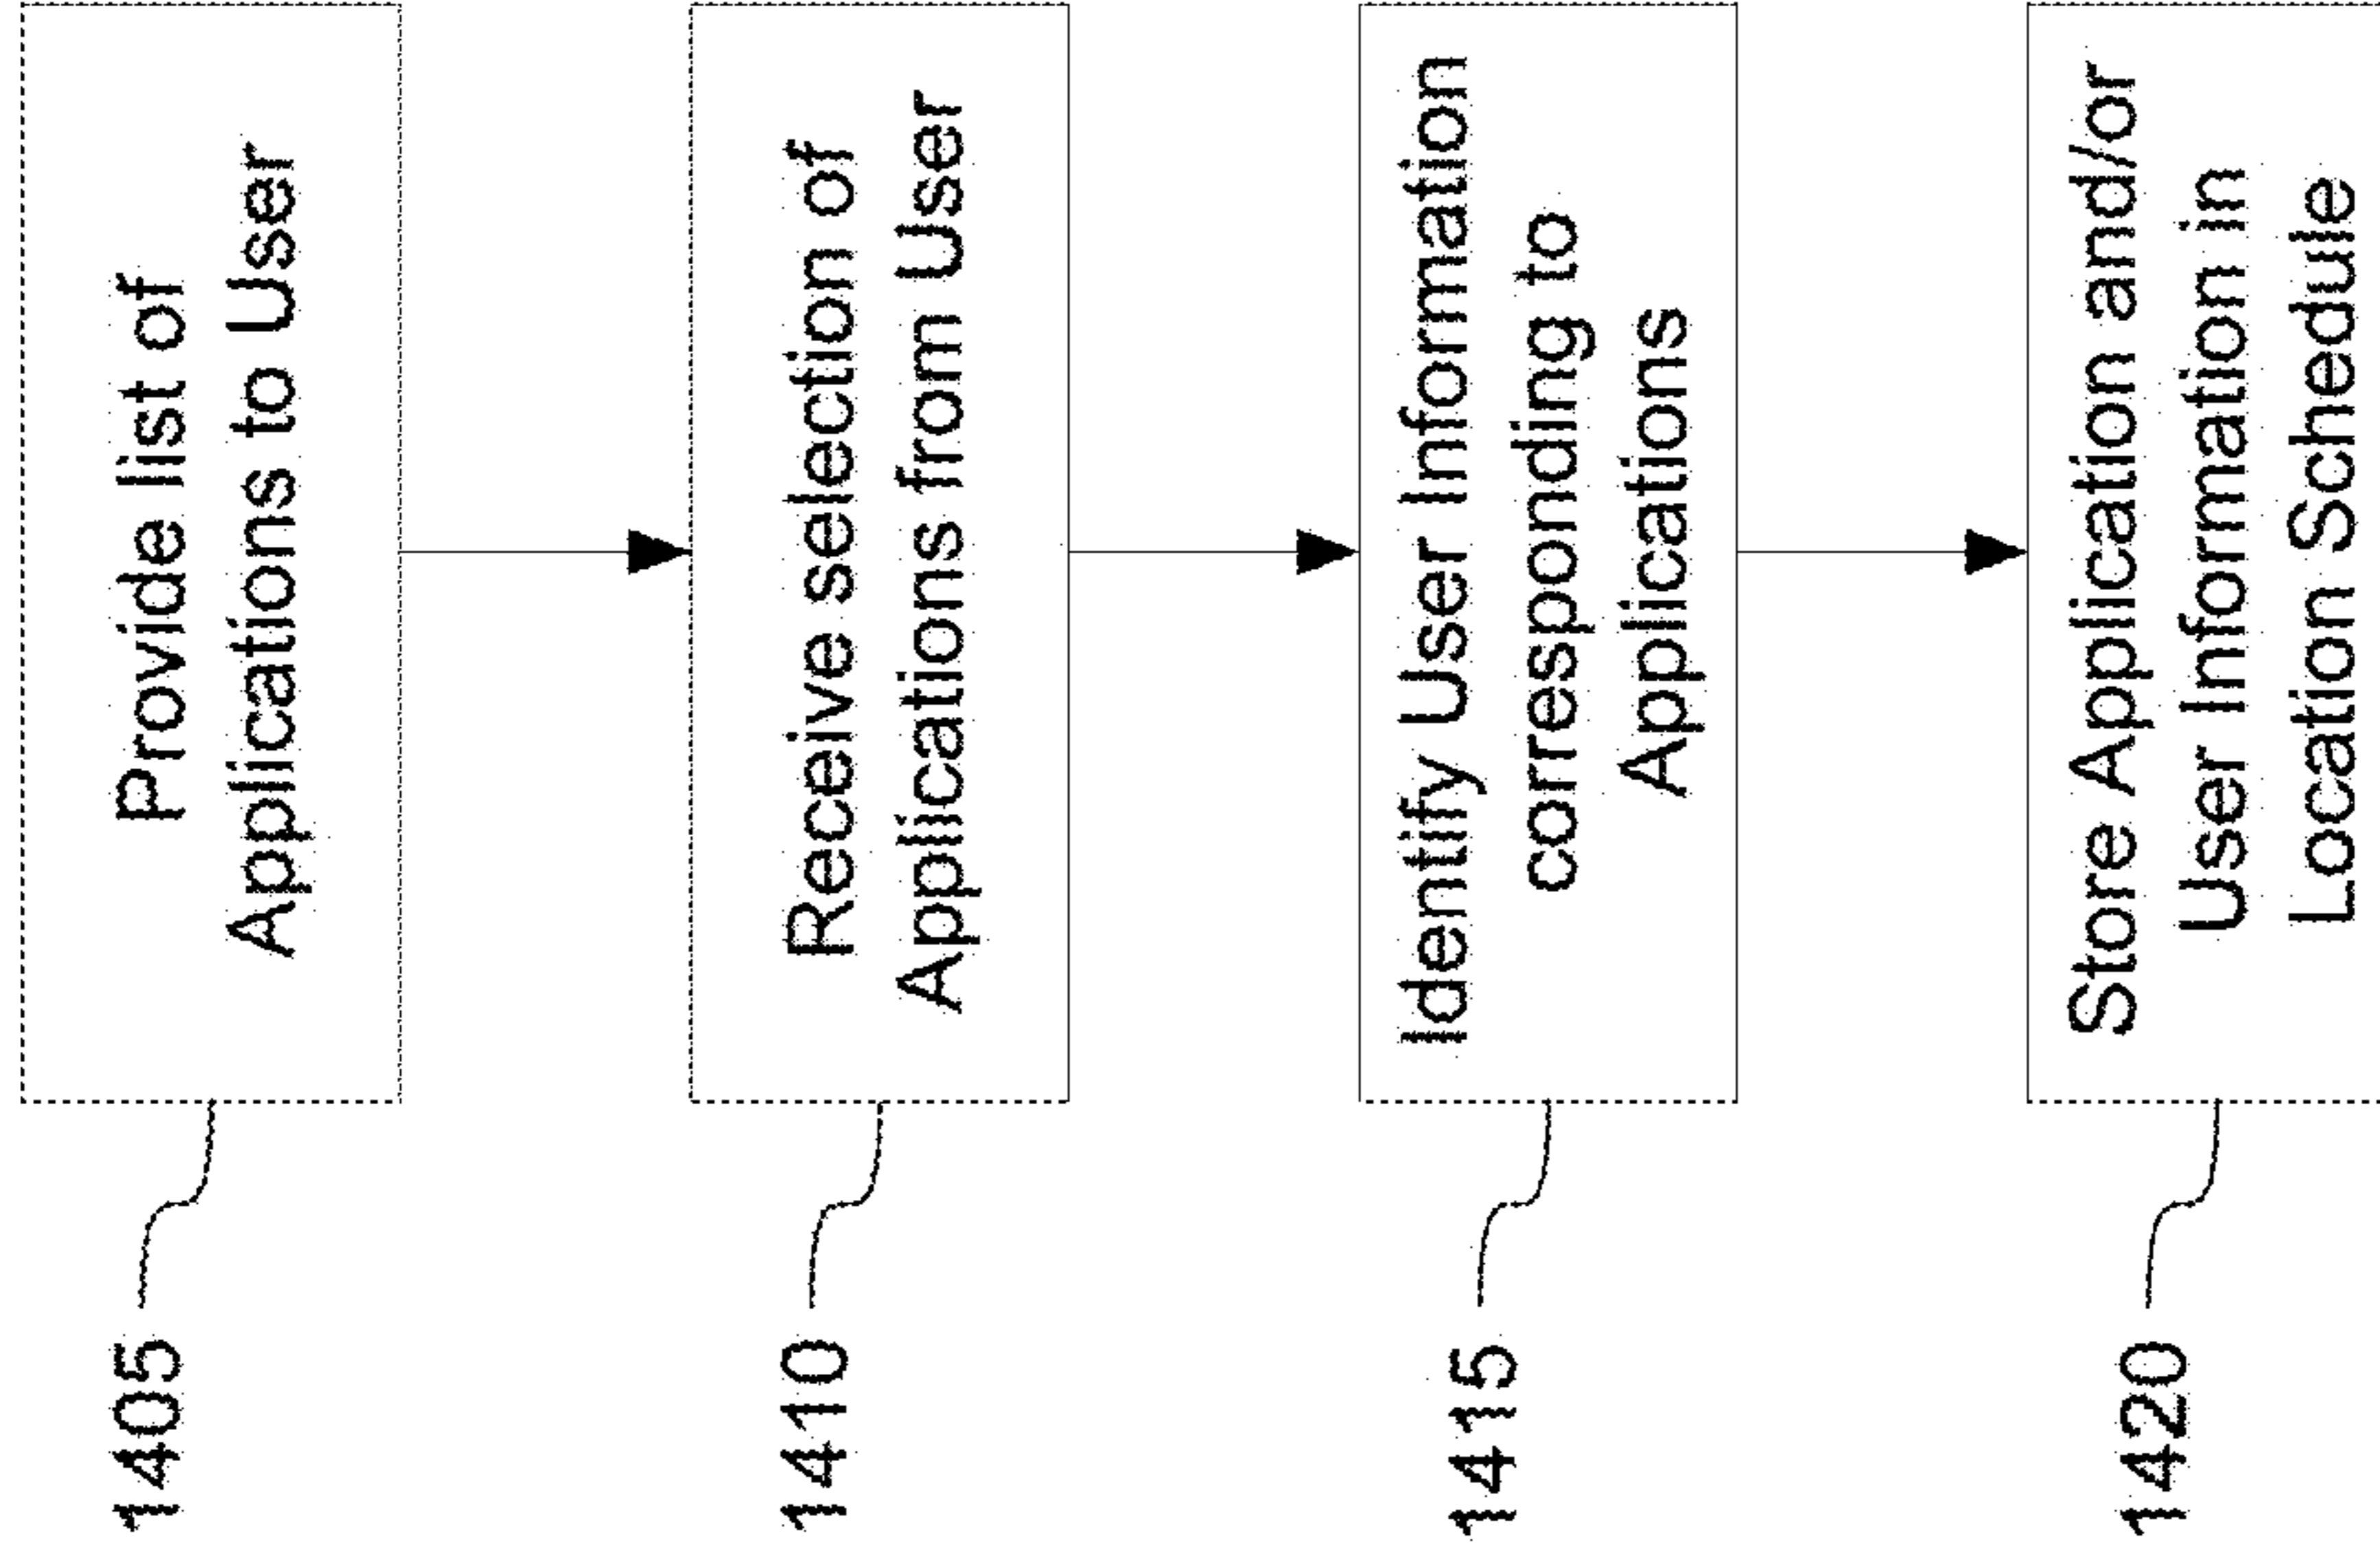 1405
Provide list of
Applications to User
1410
Receive selection of
Applications from User
1415
Identify User Information
corresponding to
Applications
1420
Store Application and/or
User Information in
Location Schedule